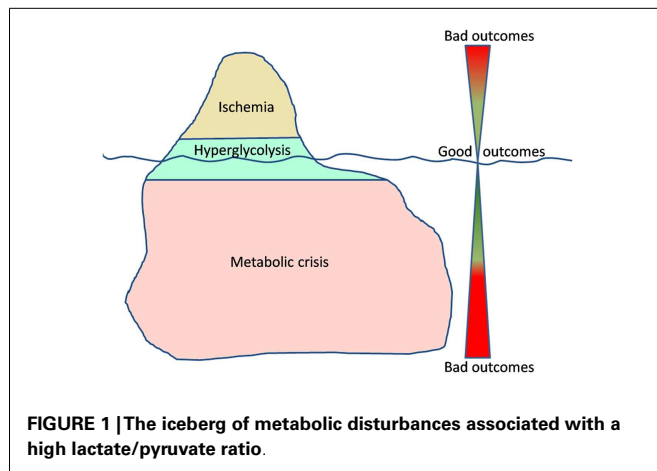 Bad outcomes
Ischemia
Hyperglycolysis
Good outcomes
Metabolic crisis
Bad outcomes
FIGURE 1 | The iceberg of metabolic disturbances associated with a
high lactate/pyruvate ratio.